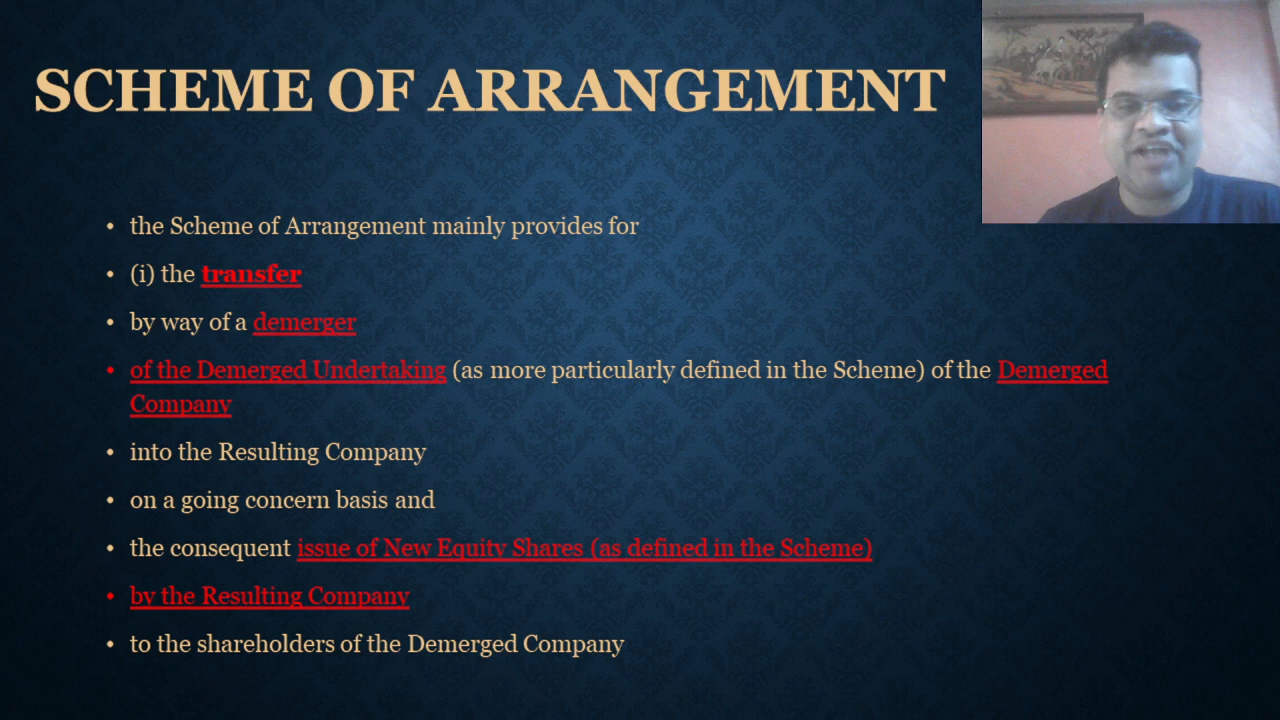 SCHEME OF ARRANGEMENT
• the Scheme of Arrangement mainly provides for
• (i) the transfer
• by way of a demerger
• of the Demerged Undertaking (as more particularly defined in the Scheme) of the Demerged
Company
• into the Resulting Company
• on a going concern basis and
• the consequent issue of New Equity Shares (as defined in the Scheme)
• by the Resulting Company
• to the shareholders of the Demerged Company